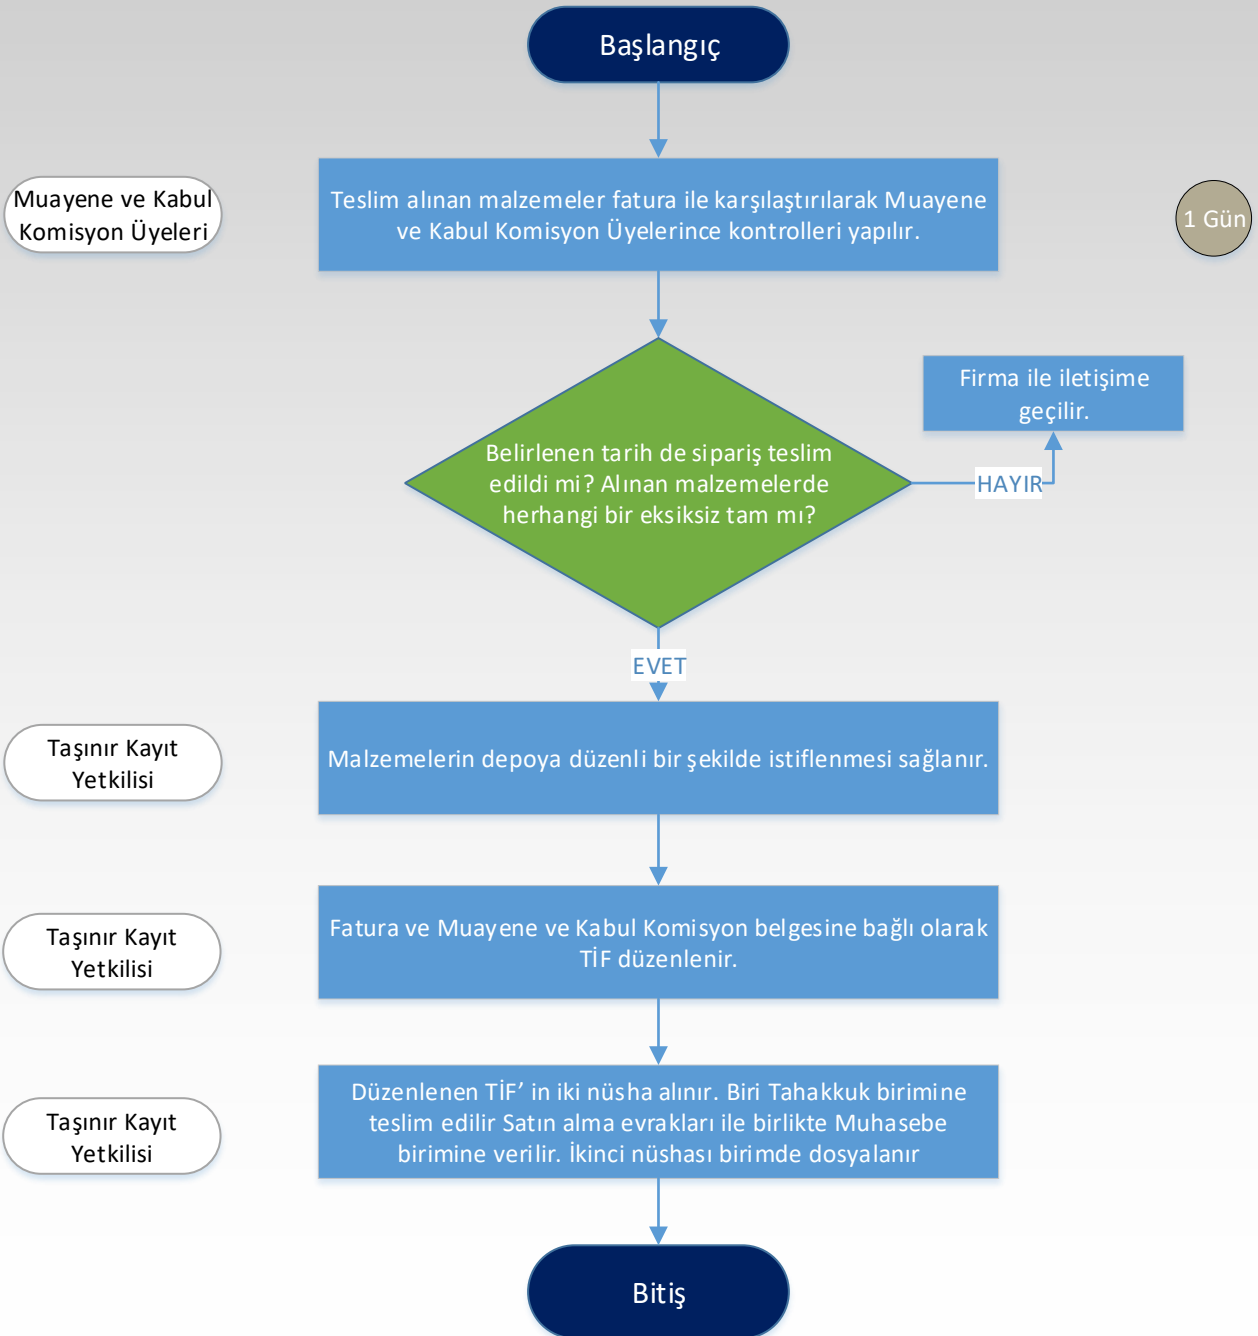 Başlangıç
Muayene ve Kabul
Komisyon Üyeleri
Teslim alınan malzemeler fatura ile karşılaştırılarak Muayene
ve Kabul Komisyon Üyelerince kontrolleri yapılır.
1 Gün
Firma ile iletişime
geçilir.
Belirlenen tarih de sipariş teslim
edildi mi? Alınan malzemelerde
herhangi bir eksiksiz tam mı?
HAYIR
EVET
Taşınır Kayıt
Yetkilisi
Malzemelerin depoya düzenli bir şekilde istiflenmesi sağlanır.
Taşınır Kayıt
Yetkilisi
Fatura ve Muayene ve Kabul Komisyon belgesine bağlı olarak
TİF düzenlenir.
Taşınır Kayıt
Yetkilisi
Düzenlenen TİF’ in iki nüsha alınır. Biri Tahakkuk birimine
teslim edilir Satın alma evrakları ile birlikte Muhasebe
birimine verilir. İkinci nüshası birimde dosyalanır
Bitiş